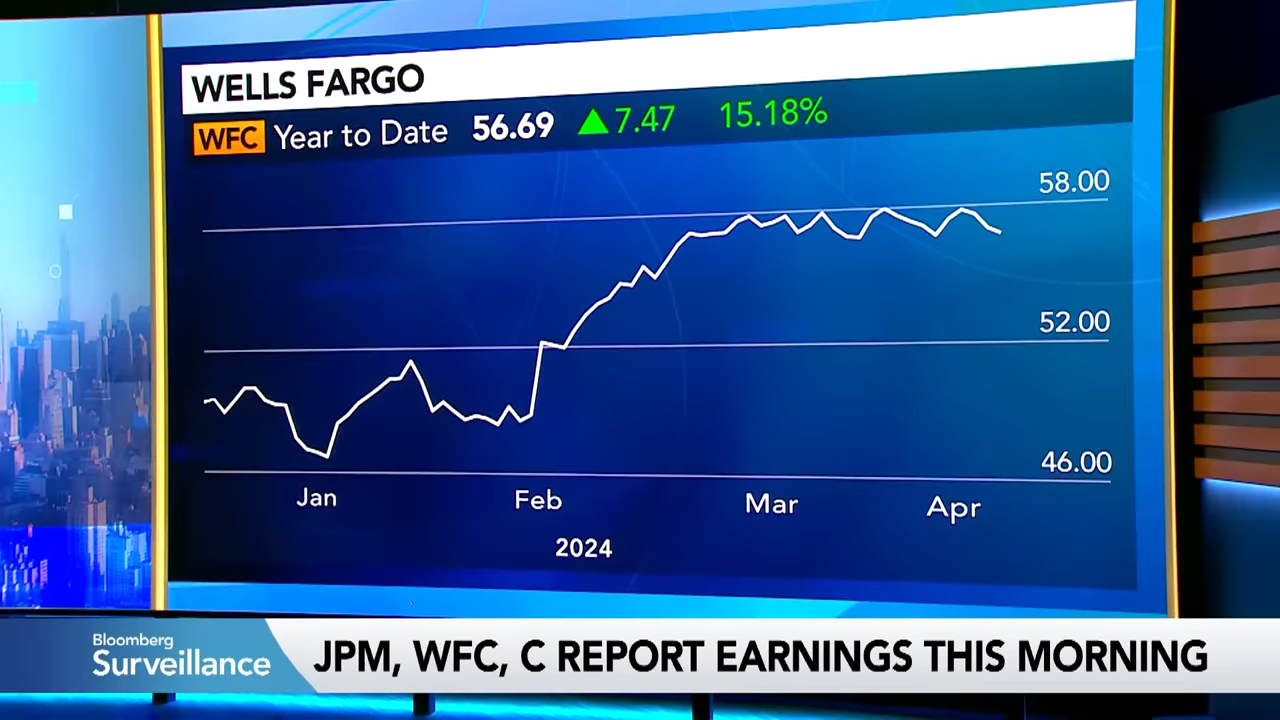 WELLS FARGO
WFC Year to Date 56.69 ▲7.47 15.18%
58.00
52.00
46.00
Jan Feb Mar Apr
2024
Bloomberg
Surveillance
JPM, WFC, C REPORT EARNINGS THIS MORNING